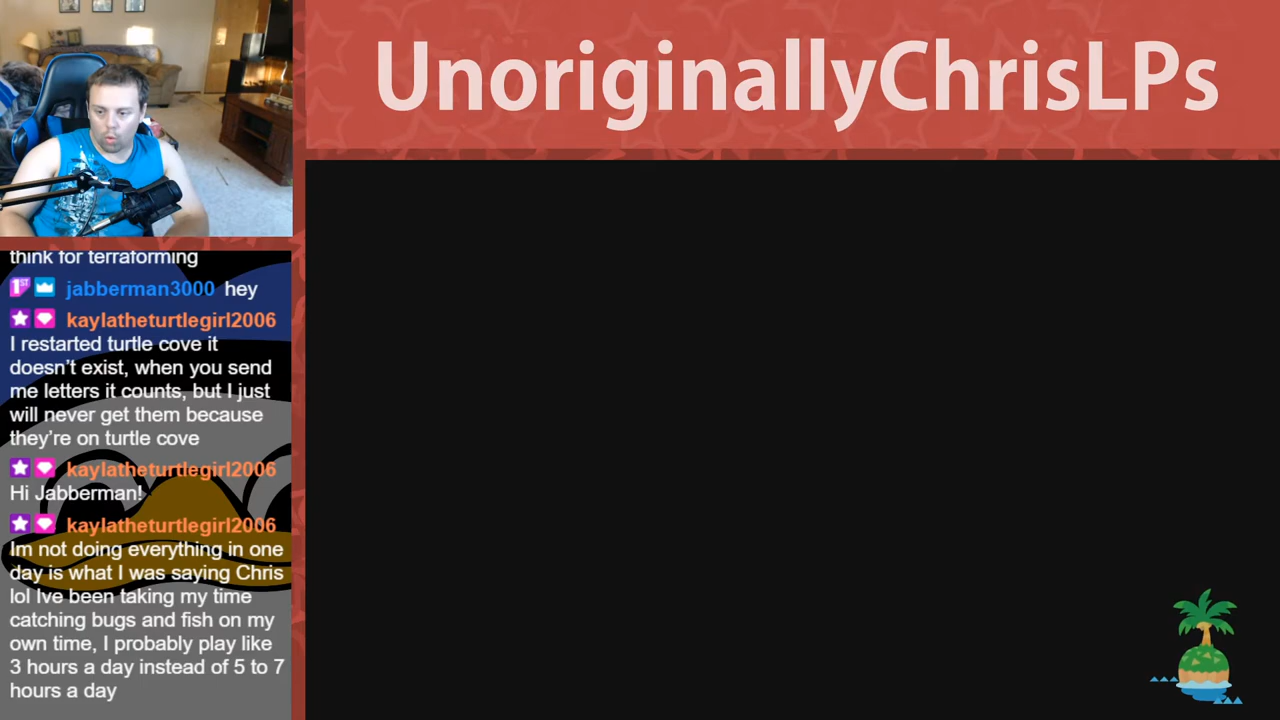 UnoriginallyChrisLPs
think for terraforming
1ST jabberman3000 hey
kaylatheturtlegirl2006
I restarted turtle cove it
doesn't exist, when you send
me letters it counts, but I just
will never get them because
they're on turtle cove
kaylatheturtlegirl2006
Hi Jabberman!
kaylatheturtlegirl2006
Im not doing everything in one
day is what I was saying Chris
lol Ive been taking my time
catching bugs and fish on my
own time, I probably play like
3 hours a day instead of 5 to 7
hours a day